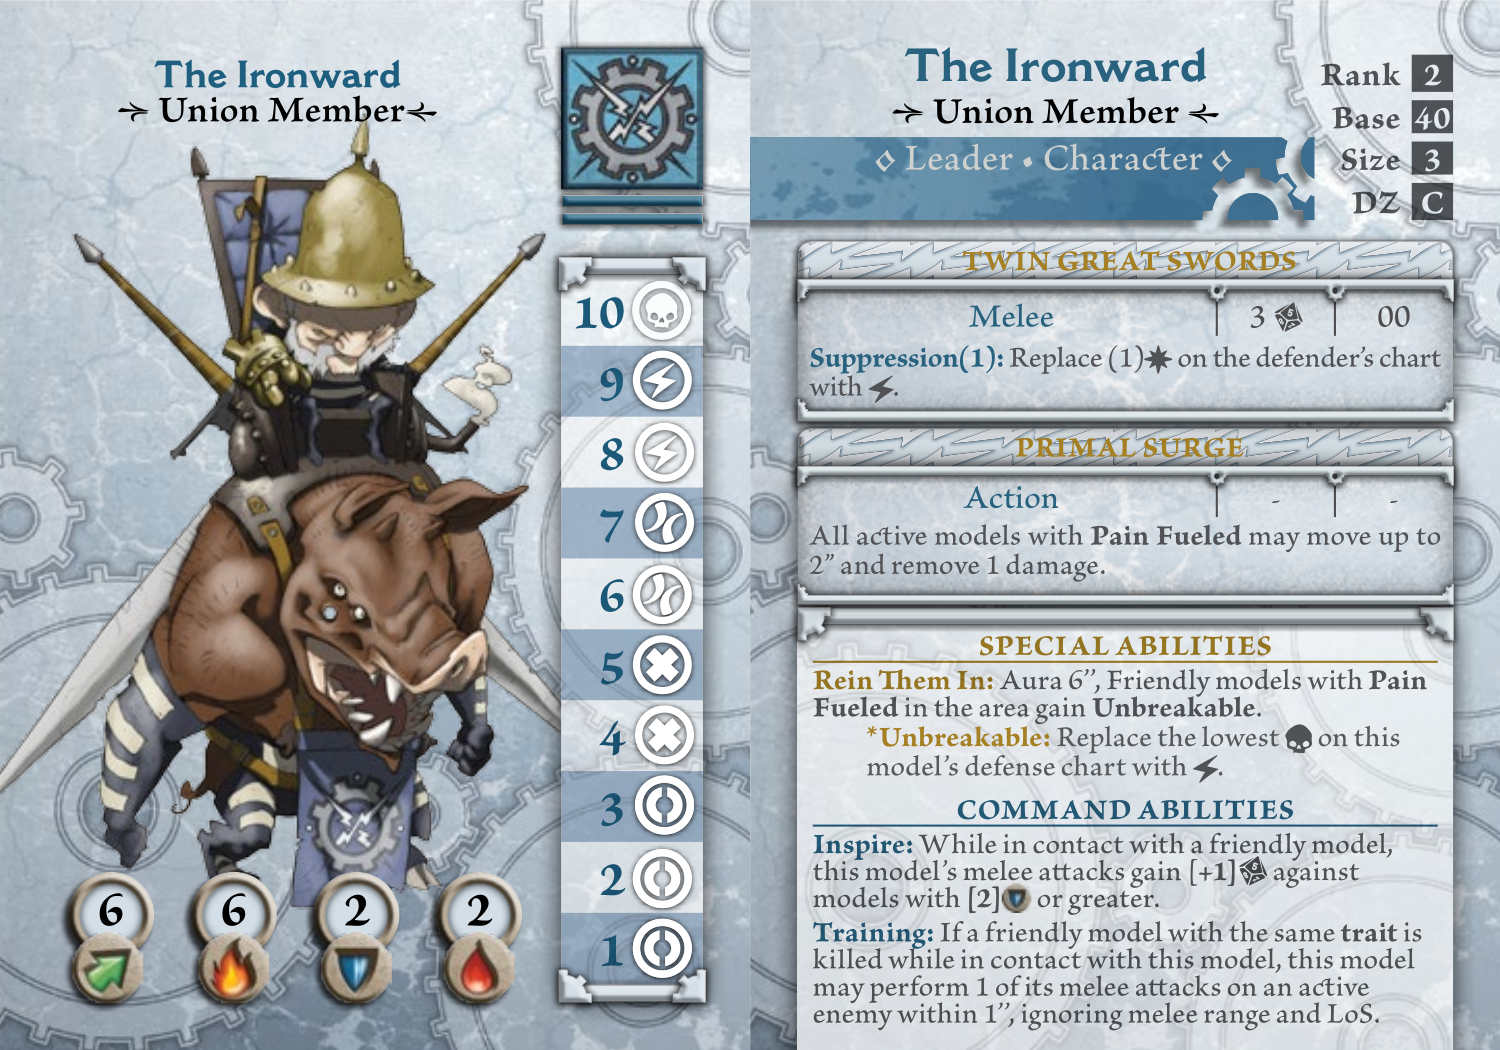 The Ironward
Union Member
10
9
8
7
6
5
4
3
2
1
6
6
2
2
The Ironward
Union Member
Leader • Character
Rank 2
Base 40
Size 3
DZ C
TWIN GREAT SWORDS
Melee 3 00
Suppression(1): Replace (1) on the defender's chart
with .
PRIMAL SURGE
Action - -
All active models with Pain Fueled may move up to
2” and remove 1 damage.
SPECIAL ABILITIES
Rein Them In: Aura 6”, Friendly models with Pain
Fueled in the area gain Unbreakable.
*Unbreakable: Replace the lowest on this
model's defense chart with .
COMMAND ABILITIES
Inspire: While in contact with a friendly model,
this model's melee attacks gain [+1] against
models with [2] or greater.
Training: If a friendly model with the same trait is
killed while in contact with this model, this model
may perform 1 of its melee attacks on an active
enemy within 1”, ignoring melee range and LoS.